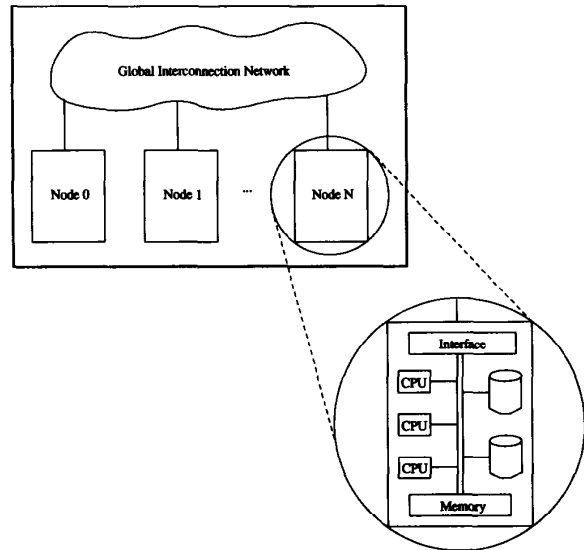 Global Interconnection Network
Node 0
Node 1
...
Node N
Interface
CPU
CPU
CPU
Memory